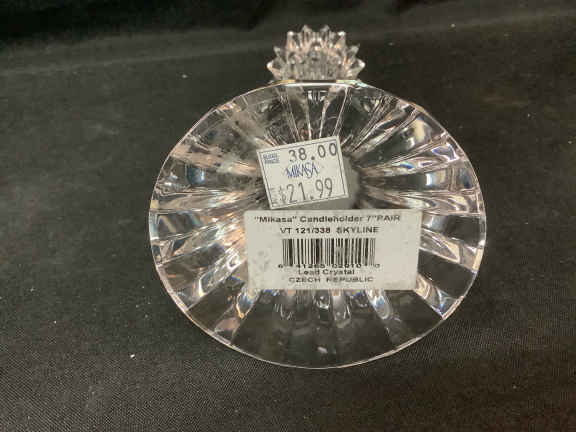 38.00
MIKASA
$21.99
"Mikasa" Candleholder 7"PAIR
VT 121/338 SKYLINE
Lead Crystal
CZECH REPUBLIC